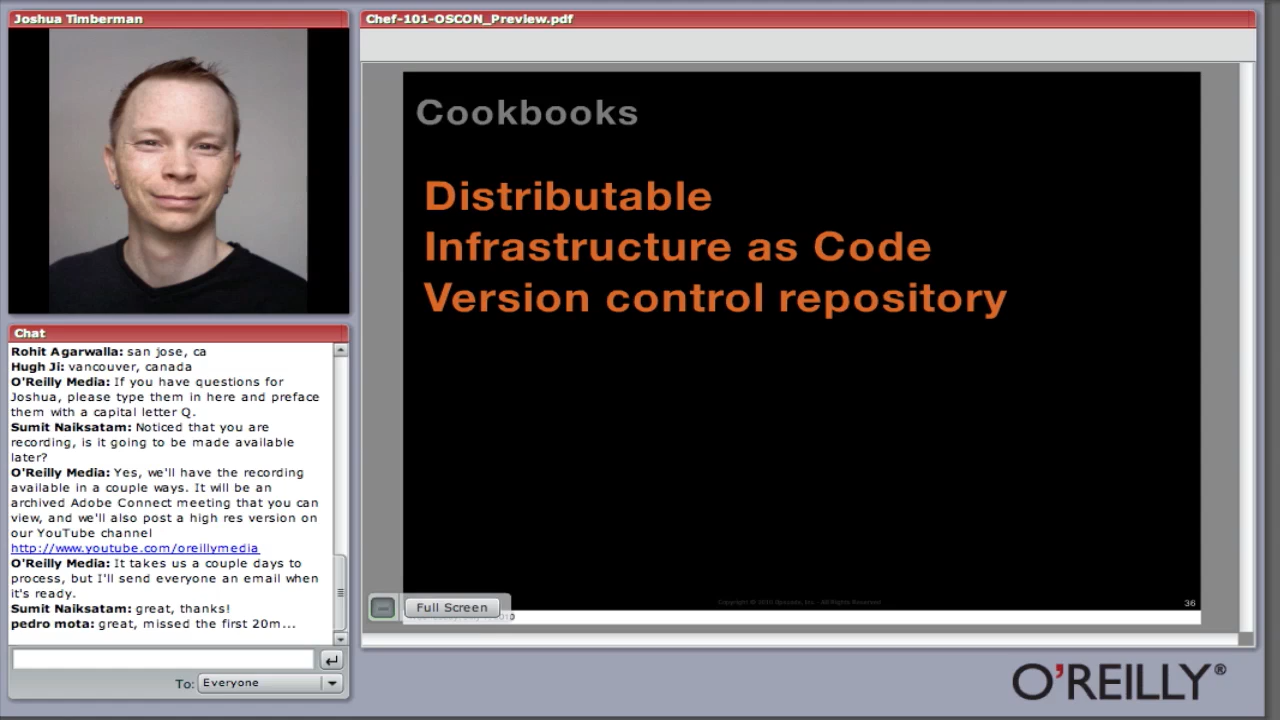 Joshua Timberman
Chef-101-OSCON_Preview.pdf
Cookbooks
Distributable
Infrastructure as Code
Version control repository
36
Full Screen
Chat
Rohit Agarwalla: san jose, ca
Hugh Ji: vancouver, canada
O'Reilly Media: If you have questions for
Joshua, please type them in here and preface
them with a capital letter Q.
Sumit Naiksatam: Noticed that you are
recording, is it going to be made available
later?
O'Reilly Media: Yes, we'll have the recording
available in a couple ways. It will be an
archived Adobe Connect meeting that you can
view, and we'll also post a high res version on
our YouTube channel
http://www.youtube.com/oreillymedia
O'Reilly Media: It takes us a couple days to
process, but I'll send everyone an email when
it's ready.
Sumit Naiksatam: great, thanks!
pedro mota: great, missed the first 20m...
To: Everyone
O'REILLY®